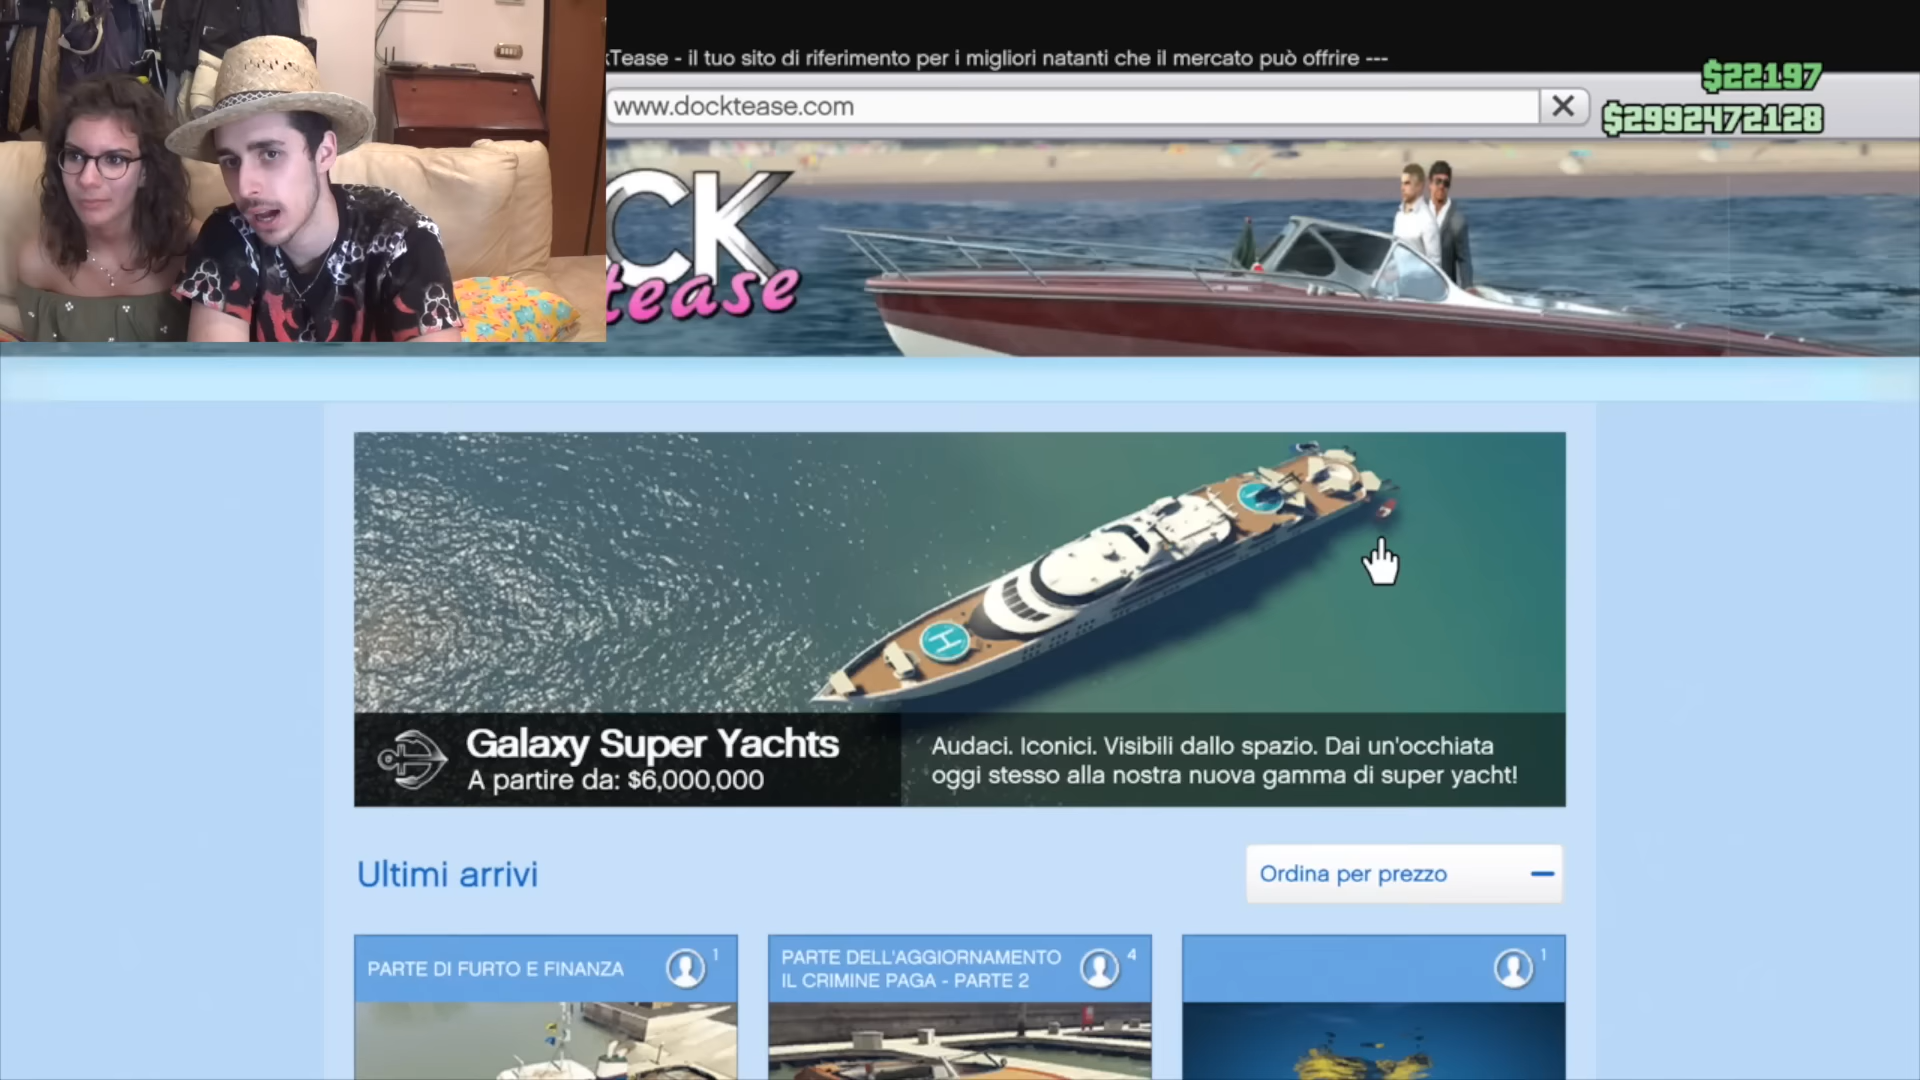 kTease - il tuo sito di riferimento per i migliori natanti che il mercato può offrire ---
$22197
www.docktease.com
$2992472128
CK
tease
H
H
Galaxy Super Yachts
A partire da: $6,000,000
Audaci. Iconici. Visibili dallo spazio. Dai un'occhiata
oggi stesso alla nostra nuova gamma di super yacht!
Ultimi arrivi
Ordina per prezzo
PARTE DI FURTO E FINANZA
1
PARTE DELL'AGGIORNAMENTO
IL CRIMINE PAGA - PARTE 2
4
1